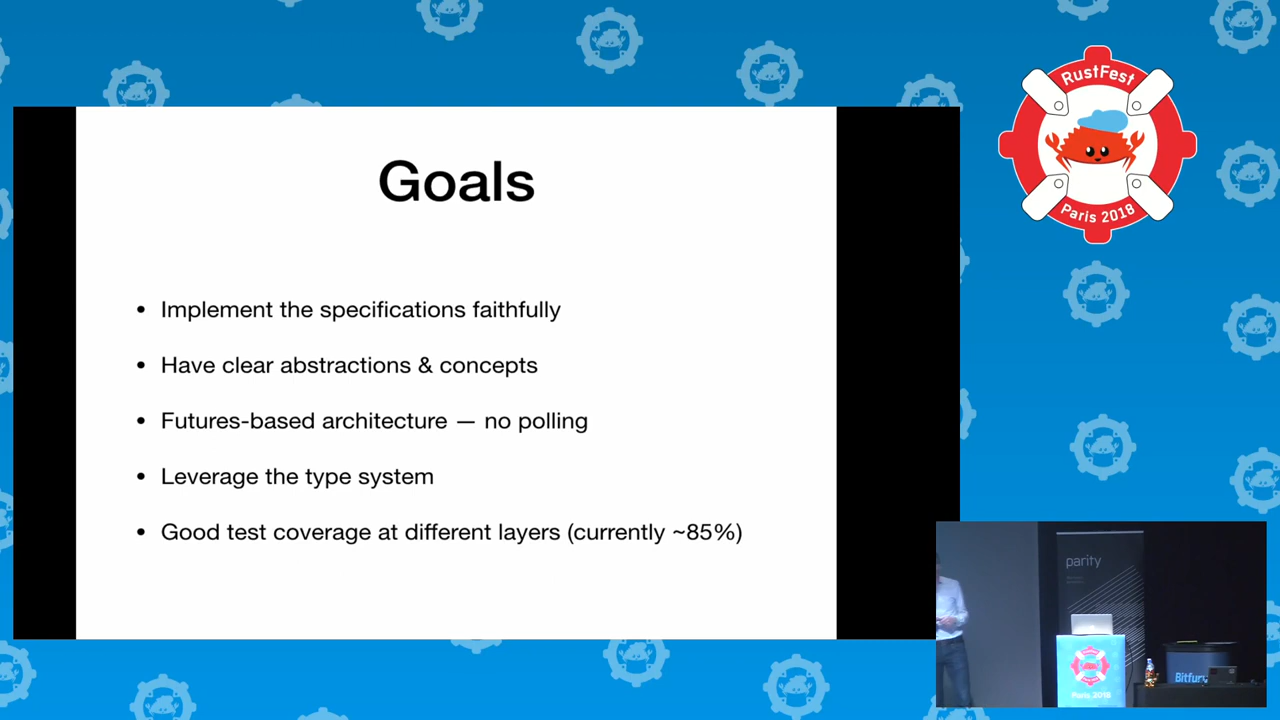 Goals
• Implement the specifications faithfully
• Have clear abstractions & concepts
• Futures-based architecture — no polling
• Leverage the type system
• Good test coverage at different layers (currently ~85%)
RustFest
Paris 2018
parity
Paris 2018
Bitfury